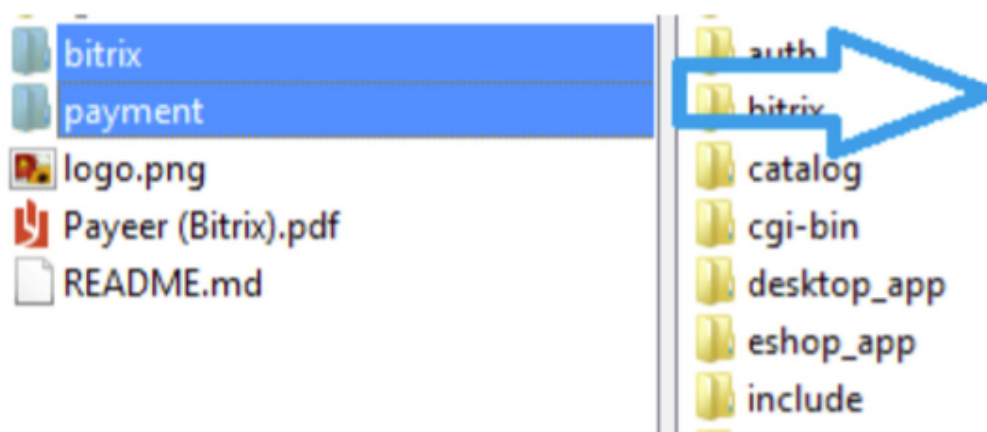 bitrix
payment
logo.png
Payeer (Bitrix).pdf
README.md
auth
bitrix
catalog
cgi-bin
desktop_app
eshop_app
include